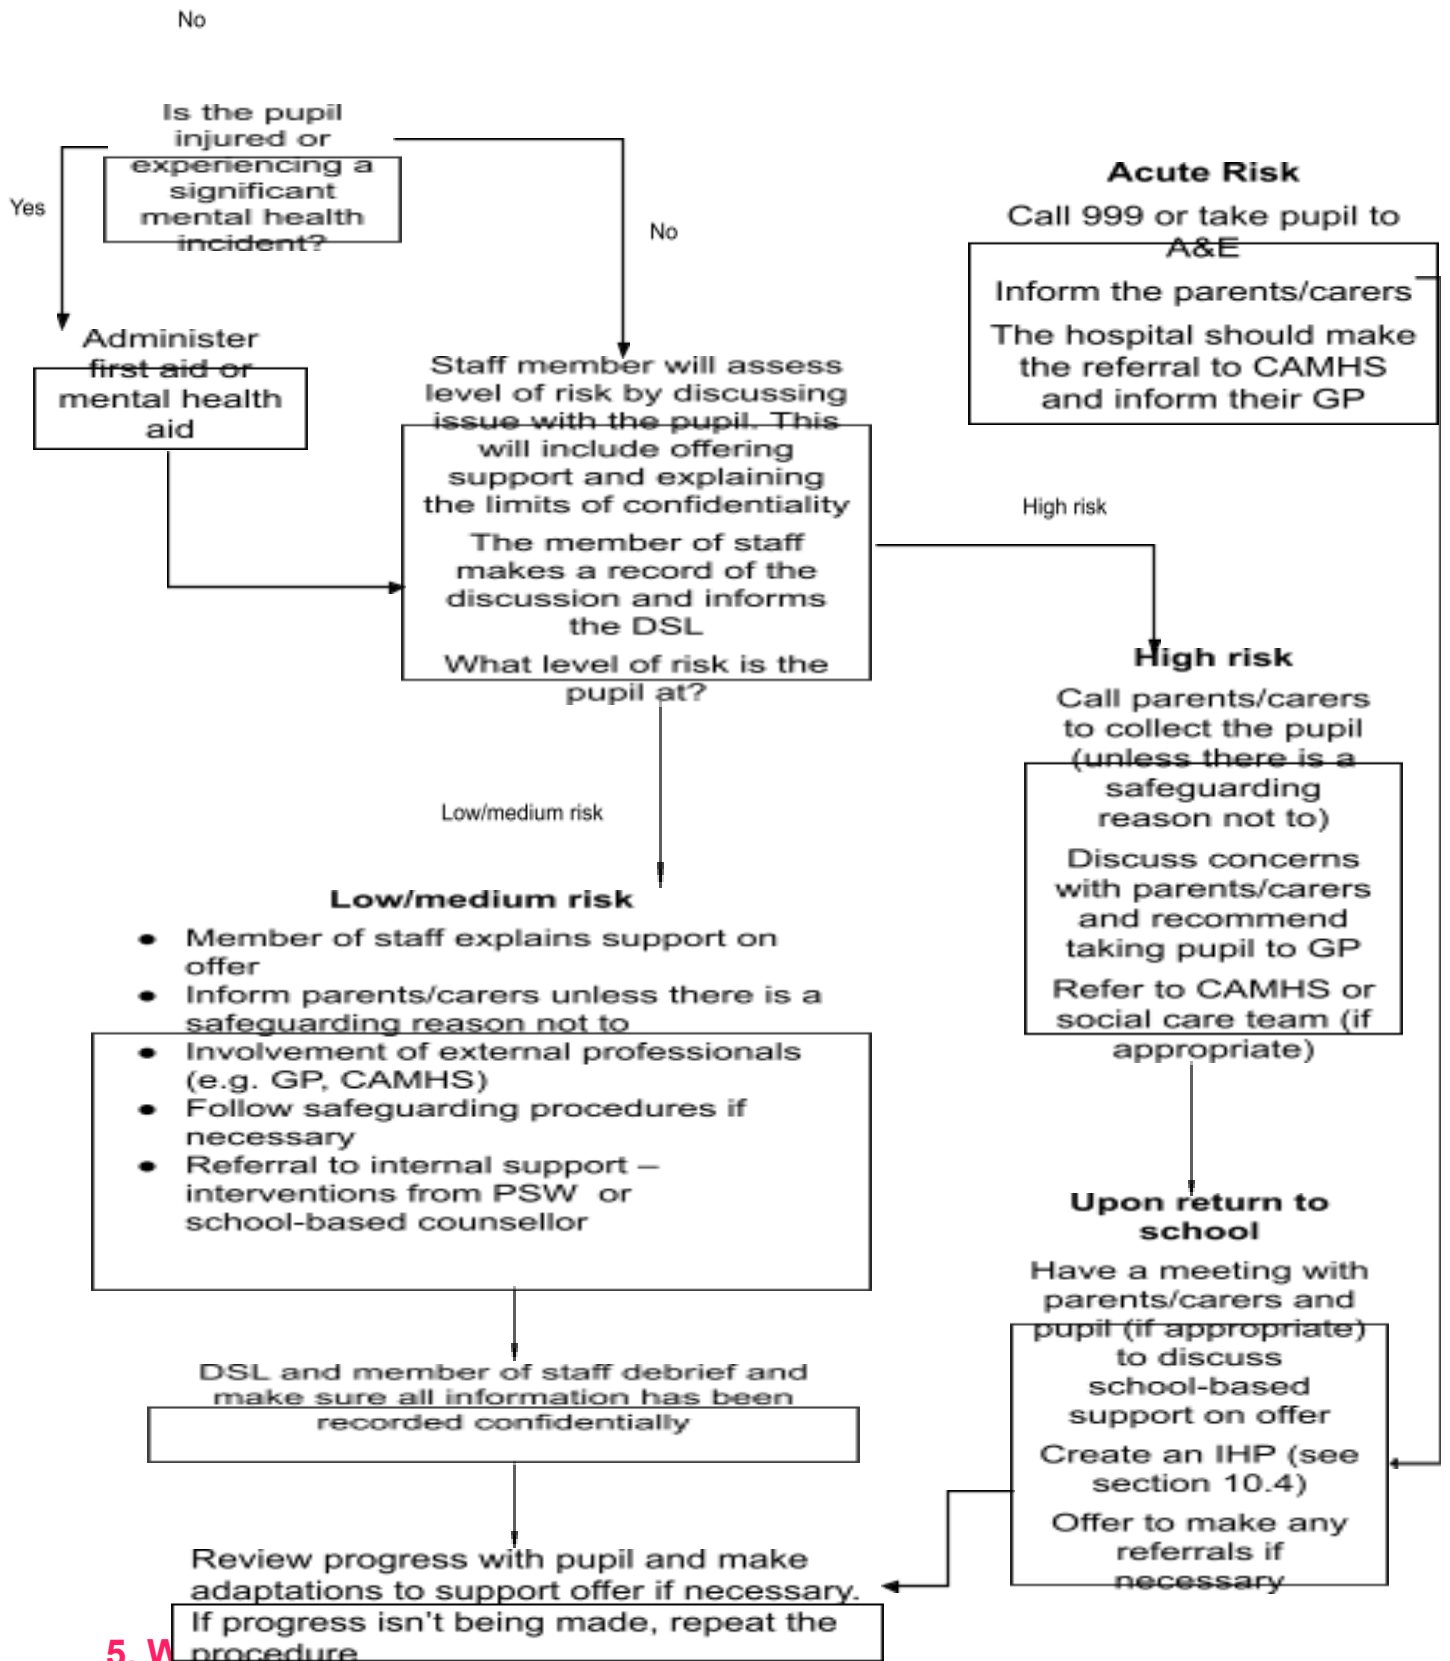 No
Is the pupil
injured or
experiencing a
significant
mental health
incident?
Yes
No
Acute Risk
Call 999 or take pupil to
A&E
Inform the parents/carers
The hospital should make
the referral to CAMHS
and inform their GP
Administer
first aid or
mental health
aid
Staff member will assess
level of risk by discussing
issue with the pupil. This
will include offering
support and explaining
the limits of confidentiality
The member of staff
makes a record of the
discussion and informs
the DSL
What level of risk is the
pupil at?
High risk
High risk
Call parents/carers
to collect the pupil
(unless there is a
safeguarding
reason not to)
Discuss concerns
with parents/carers
and recommend
taking pupil to GP
Refer to CAMHS or
social care team (if
appropriate)
Low/medium risk
Low/medium risk
● Member of staff explains support on
offer
● Inform parents/carers unless there is a
safeguarding reason not to
● Involvement of external professionals
(e.g. GP, CAMHS)
● Follow safeguarding procedures if
necessary
● Referral to internal support –
interventions from PSW or
school-based counsellor
Upon return to
school
Have a meeting with
parents/carers and
pupil (if appropriate)
to discuss
school-based
support on offer
Create an IHP (see
section 10.4)
Offer to make any
referrals if
necessary
DSL and member of staff debrief and
make sure all information has been
recorded confidentially
Review progress with pupil and make
adaptations to support offer if necessary.
If progress isn't being made, repeat the
procedure
5. W